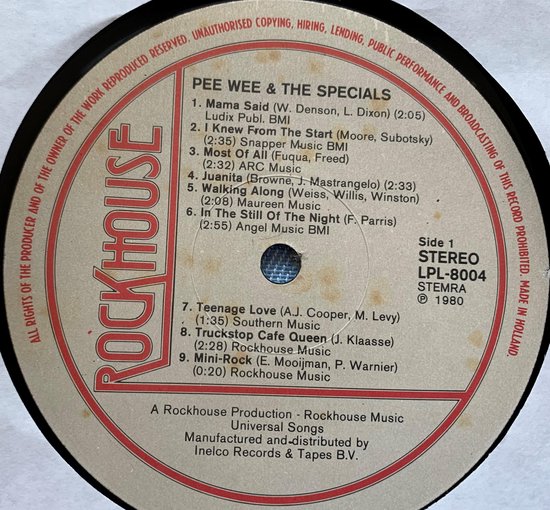 ALL RIGHTS OF THE PRODUCER AND OF THE OWNER OF THE WORK REPRODUCED RESERVED. UNAUTHORISED COPYING, HIRING, LENDING, PUBLIC PERFORMANCE AND BROADCASTING OF THIS RECORD PROHIBITED. MADE IN HOLLAND.
ROCKHOUSE
PEE WEE & THE SPECIALS
1. Mama Said (W. Denson, L. Dixon) (2:05)
Ludix Publ. BMI
2. I Knew From The Start (Moore, Subotsky)
(2:35) Snapper Music BMI
3. Most Of All (Fuqua, Freed)
(2:32) ARC Music
4. Juanita (Browne, J. Mastrangelo) (2:33)
5. Walking Along (Weiss, Willis, Winston)
(2:08) Maureen Music
6. In The Still Of The Night (F. Parris)
(2:55) Angel Music BMI
Side 1
STEREO
LPL-8004
STEMRA
℗ 1980
7. Teenage Love (A.J. Cooper, M. Levy)
(1:35) Southern Music
8. Truckstop Cafe Queen (J. Klaasse)
(2:28) Rockhouse Music
9. Mini-Rock (E. Mooijman, P. Warnier)
(0:20) Rockhouse Music
A Rockhouse Production - Rockhouse Music
Universal Songs
Manufactured and distributed by
Inelco Records & Tapes B.V.